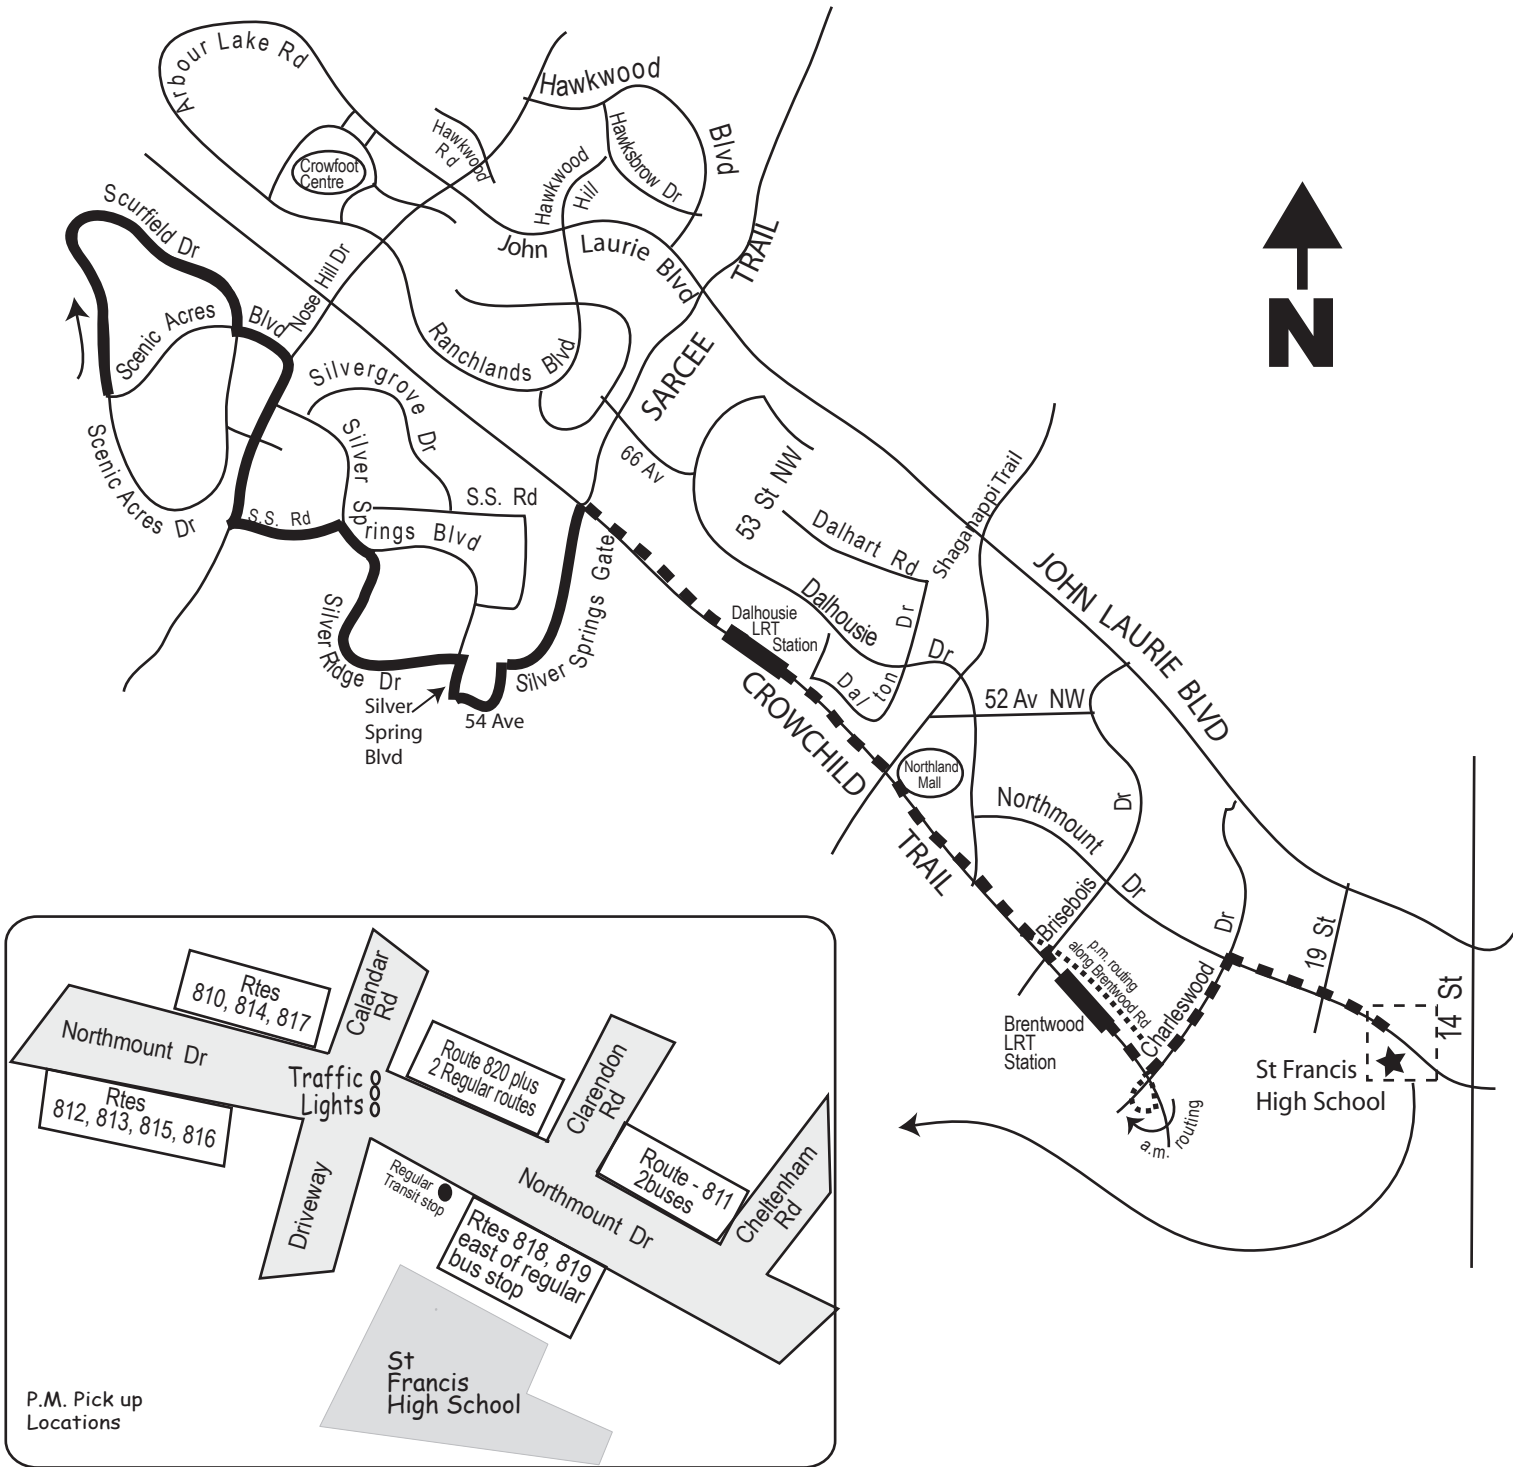 Arbour Lake Rd
Crowfoot
Centre
Hawkwood
Rd
Hawkwood
Blvd
Hawksbrow Dr
Hawkwood
Hill
John Laurie Blvd
SARCEE TRAIL
Scurfield Dr
Scenic Acres Blvd
Nose Hill Dr
Scenic Acres Dr
Ranchlands Blvd
Silvergrove Dr
Silver Springs Blvd
S.S. Rd
S.S. Rd
Silver Ridge Dr
Silver
Spring
Blvd
54 Ave
Silver Springs Gate
66 Av
53 St NW
Dalhart Rd
Dalhousie Dr
Dalton Dr
Dalhousie
LRT
Station
Shaganappi Trail
JOHN LAURIE BLVD
52 Av NW
Northland
Mall
CROWCHILD TRAIL
Northmount Dr
Brisebois Dr
p.m. routing
along Brentwood Rd
Charleswood Dr
Brentwood
LRT
Station
a.m. routing
19 St
14 St
St Francis
High School
N
Rtes
810, 814, 817
Calandar
Rd
Northmount Dr
Traffic
Lights
Rtes
812, 813, 815, 816
Route 820 plus
2 Regular routes
Clarendon
Rd
Route - 811
2buses
Cheltenham
Rd
Driveway
Regular
Transit stop
Northmount Dr
Rtes 818, 819
east of regular
bus stop
St
Francis
High School
P.M. Pick up
Locations